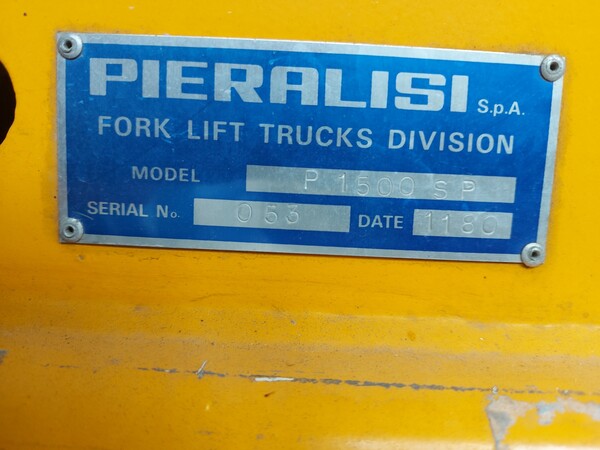 PIERALISI S.p.A.
FORK LIFT TRUCKS DIVISION
MODEL P 1500 SP
SERIAL No. 053 DATE 1180